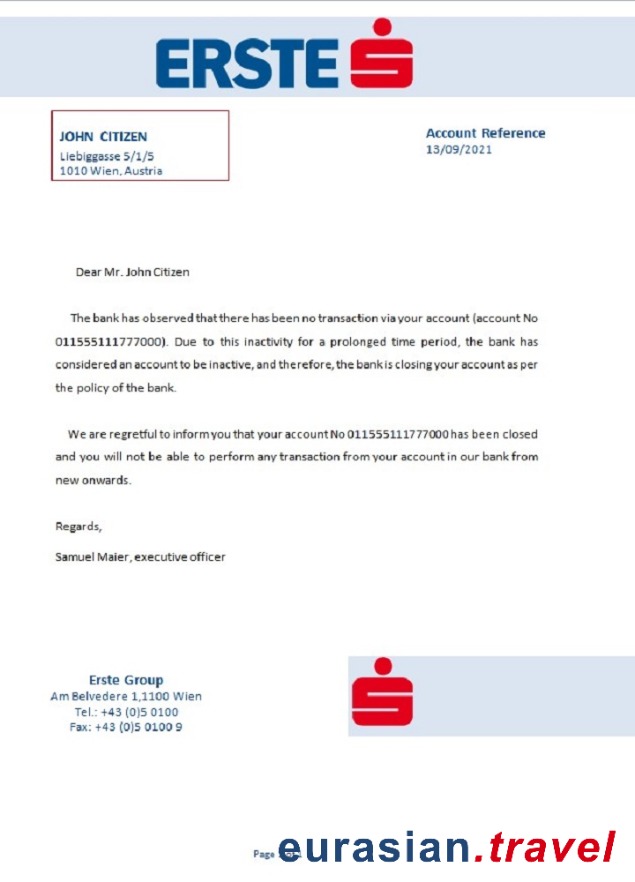 ERSTE
JOHN CITIZEN
Liebiggasse 5/1/5
1010 Wien, Austria
Account Reference
13/09/2021
Dear Mr. John Citizen
The bank has observed that there has been no transaction via your account (account No
011555111777000). Due to this inactivity for a prolonged time period, the bank has
considered an account to be inactive, and therefore, the bank is closing your account as per
the policy of the bank.
We are regretful to inform you that your account No 011555111777000 has been closed
and you will not be able to perform any transaction from your account in our bank from
new onwards.
Regards,
Samuel Maier, executive officer
Erste Group
Am Belvedere 1,1100 Wien
Tel.: +43 (0)5 0100
Fax: +43 (0)5 0100 9
Page
eurasian.travel